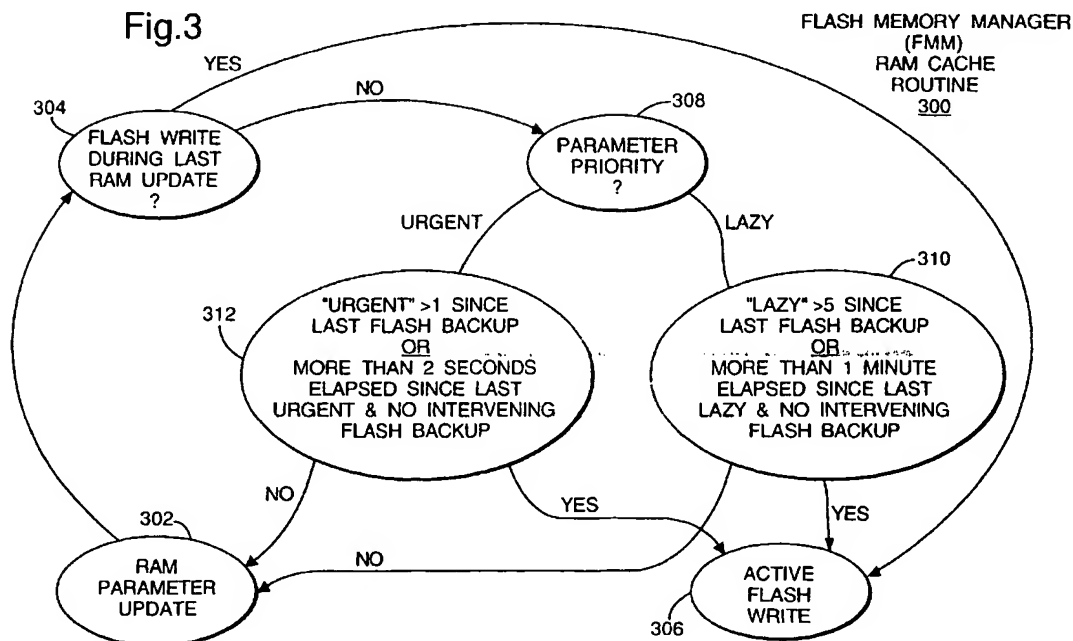 Fig.3
FLASH MEMORY MANAGER
(FMM)
RAM CACHE
ROUTINE
300
YES
NO
304
FLASH WRITE
DURING LAST
RAM UPDATE
?
308
PARAMETER
PRIORITY
?
URGENT
LAZY
312
"URGENT" >1 SINCE
LAST FLASH BACKUP
OR
MORE THAN 2 SECONDS
ELAPSED SINCE LAST
URGENT & NO INTERVENING
FLASH BACKUP
310
"LAZY" >5 SINCE
LAST FLASH BACKUP
OR
MORE THAN 1 MINUTE
ELAPSED SINCE LAST
LAZY & NO INTERVENING
FLASH BACKUP
NO
YES
YES
NO
302
RAM
PARAMETER
UPDATE
306
ACTIVE
FLASH
WRITE